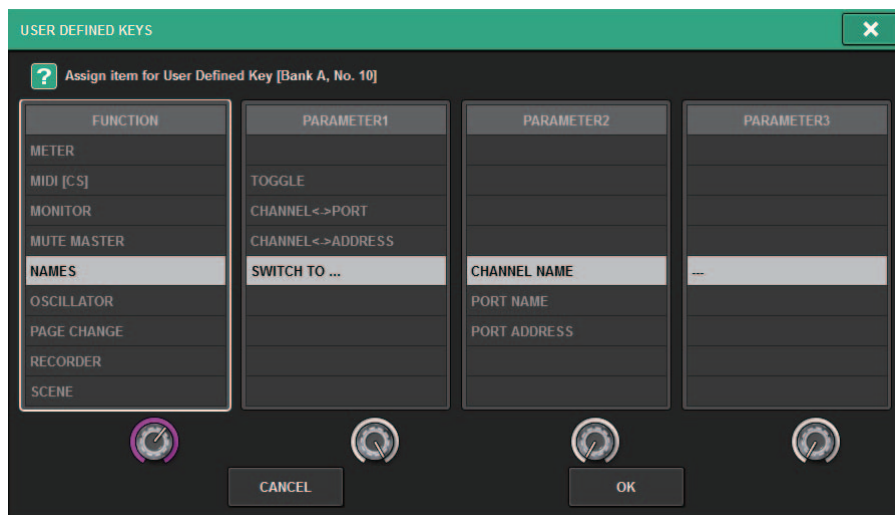 USER DEFINED KEYS
?
Assign item for User Defined Key [Bank A, No. 10]
FUNCTION
METER
MIDI [CS]
MONITOR
MUTE MASTER
NAMES
OSCILLATOR
PAGE CHANGE
RECORDER
SCENE
PARAMETER1
TOGGLE
CHANNEL<->PORT
CHANNEL<->ADDRESS
SWITCH TO ...
PARAMETER2
CHANNEL NAME
PORT NAME
PORT ADDRESS
PARAMETER3
---
CANCEL
OK